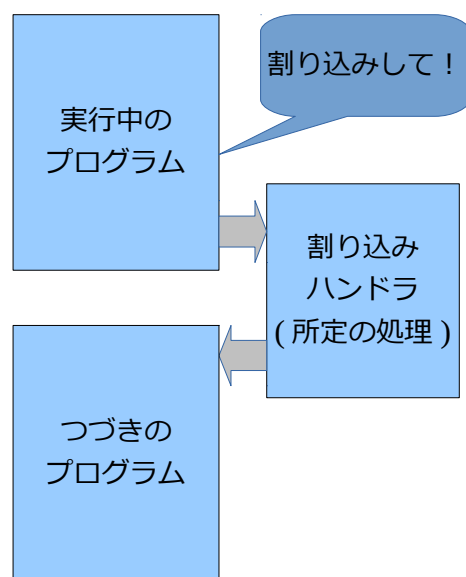 割り込みして！
実行中の
プログラム
割り込み
ハンドラ
( 所定の処理 )
つづきの
プログラム